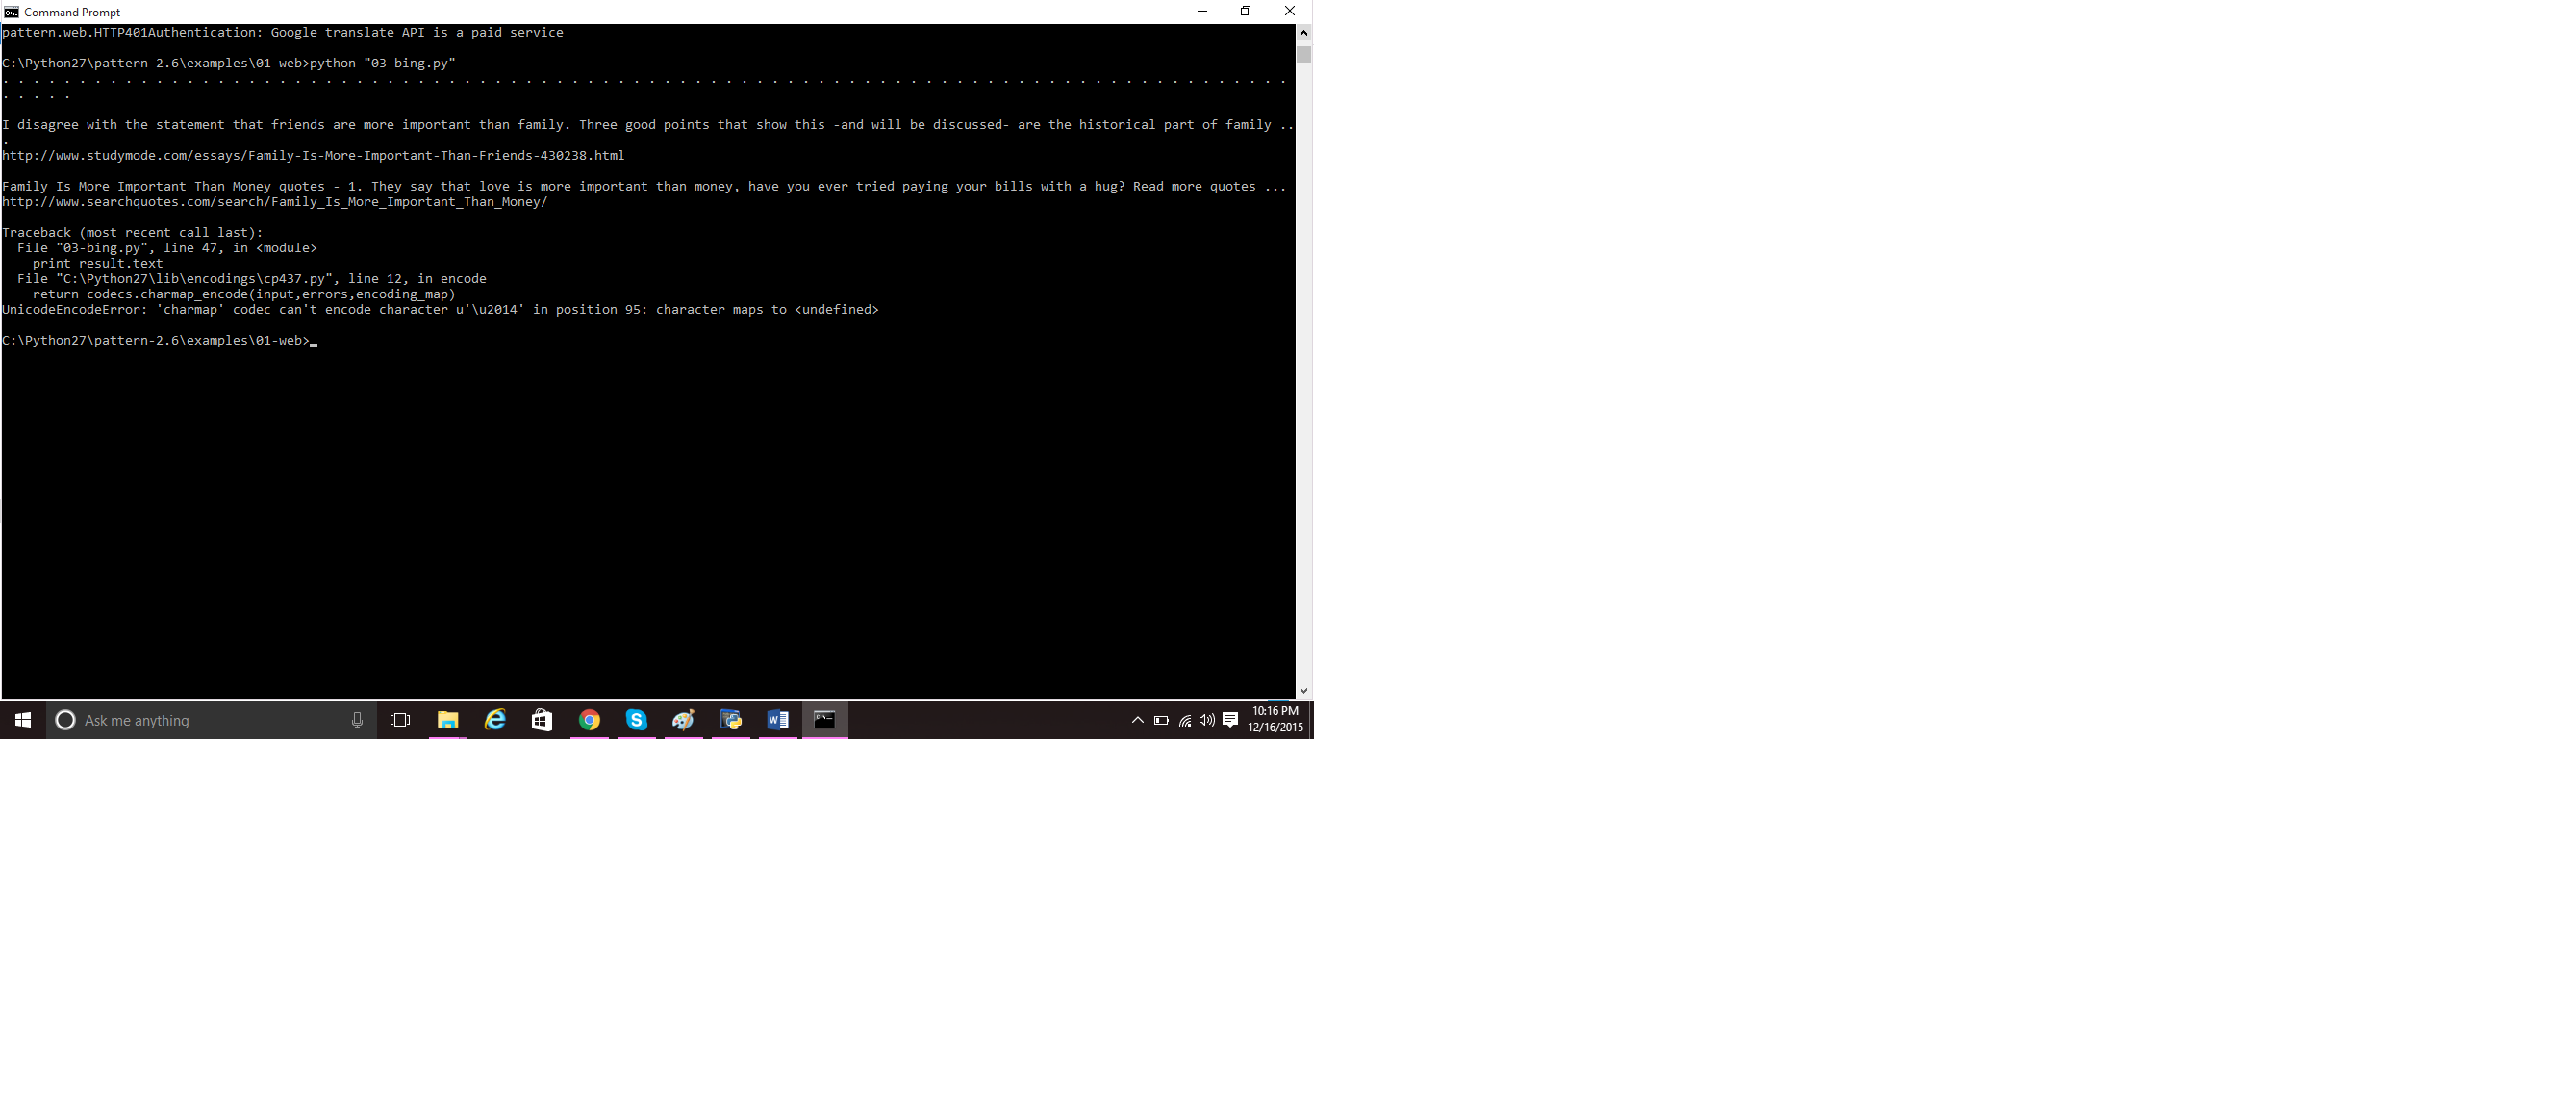 Command Prompt
pattern.web.HTTP401Authentication: Google translate API is a paid service
C:\Python27\pattern-2.6\examples\01-web>python "03-bing.py"
. . . . . . . . . . . . . . . . . . . . . . . . . . . . . . . . . . . . . . . . . . . . . . . . . . . . . . . . . . . . . . . . . . . . . . . . . . . . . . . . . . . .
. . . . .
I disagree with the statement that friends are more important than family. Three good points that show this -and will be discussed- are the historical part of family ..
.
http://www.studymode.com/essays/Family-Is-More-Important-Than-Friends-430238.html
Family Is More Important Than Money quotes - 1. They say that love is more important than money, have you ever tried paying your bills with a hug? Read more quotes ...
http://www.searchquotes.com/search/Family_Is_More_Important_Than_Money/
Traceback (most recent call last):
  File "03-bing.py", line 47, in <module>
    print result.text
  File "C:\Python27\lib\encodings\cp437.py", line 12, in encode
    return codecs.charmap_encode(input,errors,encoding_map)
UnicodeEncodeError: 'charmap' codec can't encode character u'\u2014' in position 95: character maps to <undefined>
C:\Python27\pattern-2.6\examples\01-web>
Ask me anything
10:16 PM
12/16/2015